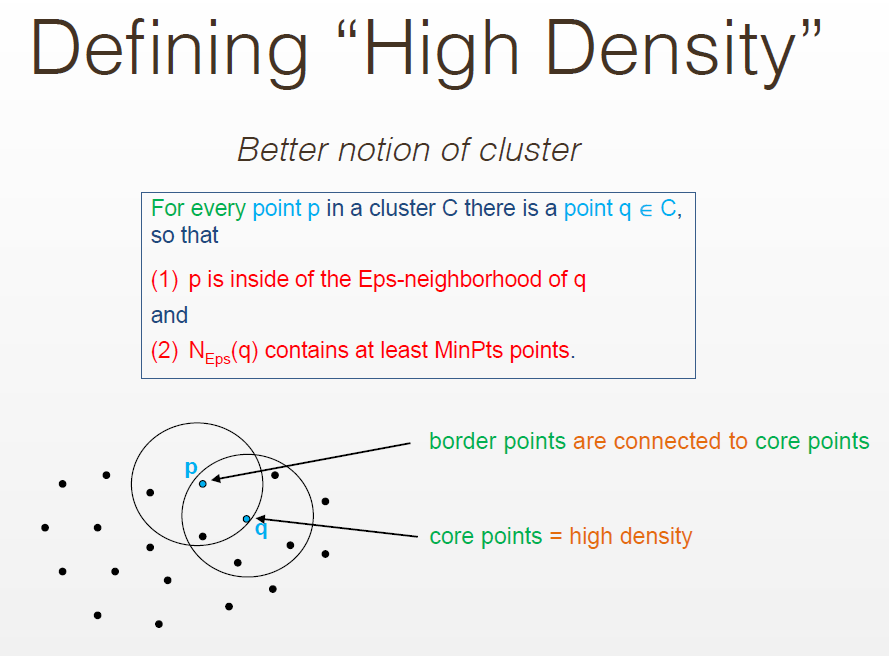 Defining “High Density”
Better notion of cluster
For every point p in a cluster C there is a point q ∈ C,
so that
(1) p is inside of the Eps-neighborhood of q
and
(2) NEps(q) contains at least MinPts points.
border points are connected to core points
p
q
core points = high density